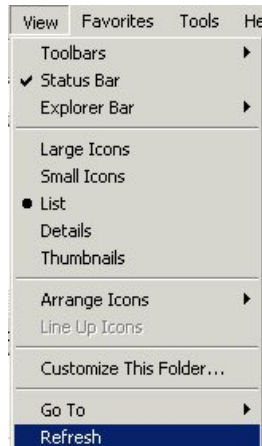 View Favorites Tools He
Toolbars
Status Bar
Explorer Bar
Large Icons
Small Icons
List
Details
Thumbnails
Arrange Icons
Line Up Icons
Customize This Folder...
Go To
Refresh